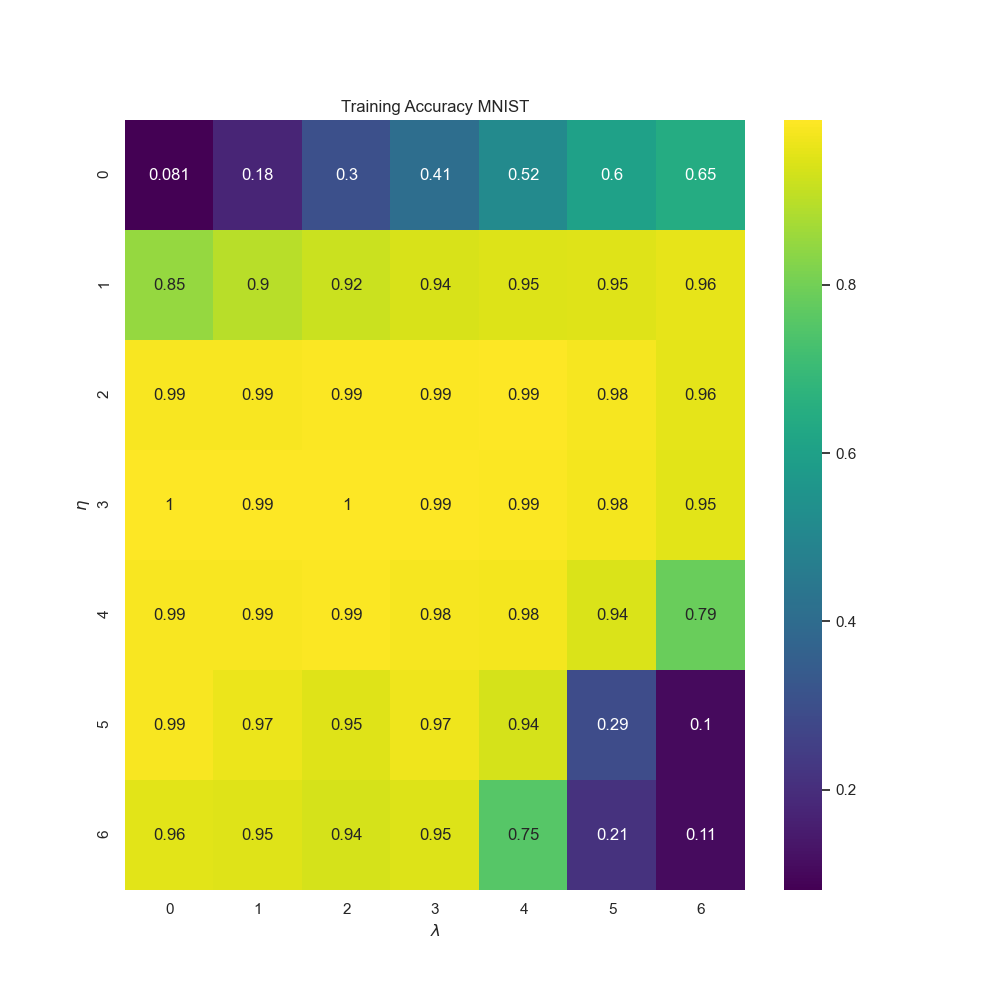 Training Accuracy MNIST
0 0.081 0.18 0.3 0.41 0.52 0.6 0.65
1 0.85 0.9 0.92 0.94 0.95 0.95 0.96
0.8
2 0.99 0.99 0.99 0.99 0.99 0.98 0.96
0.6
η 3 1 0.99 1 0.99 0.99 0.98 0.95
4 0.99 0.99 0.99 0.98 0.98 0.94 0.79
0.4
5 0.99 0.97 0.95 0.97 0.94 0.29 0.1
0.2
6 0.96 0.95 0.94 0.95 0.75 0.21 0.11
0 1 2 3 4 5 6
λ